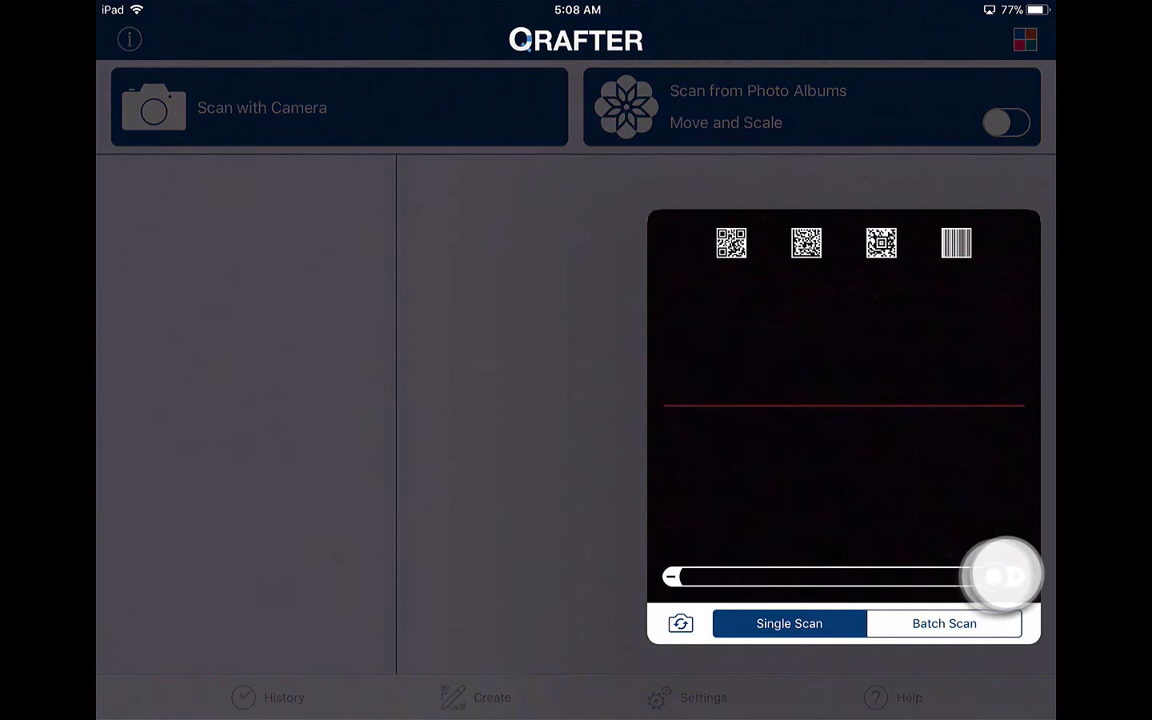 iPad
5:08 AM
77%
QRAFTER
Scan with Camera
Scan from Photo Albums
Move and Scale
Single Scan
Batch Scan
History
Create
Settings
Help